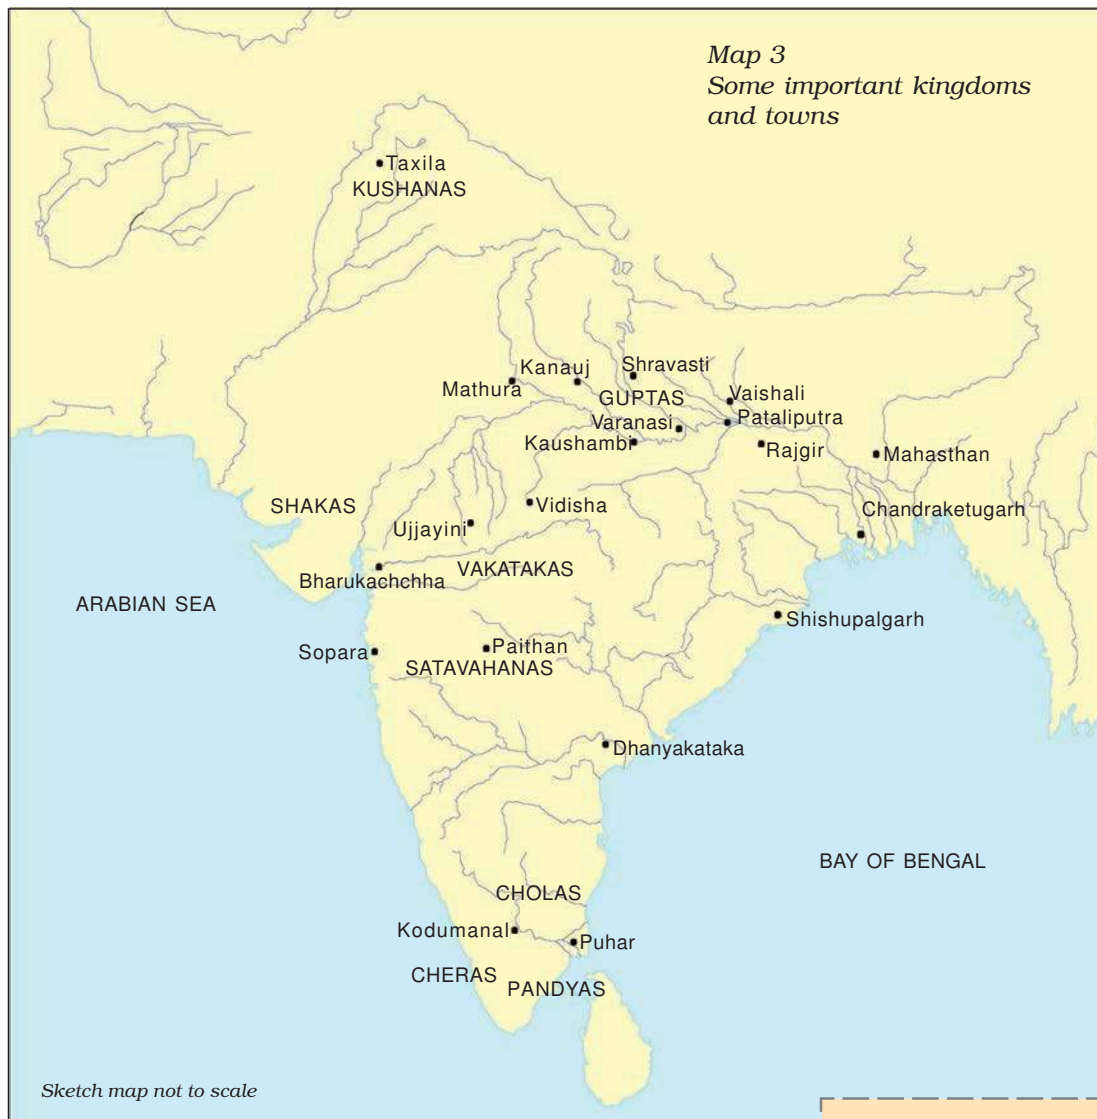 Map 3
Some important kingdoms
and towns
Taxila
KUSHANAS
Kanauj
Shravasti
Mathura
GUPTAS
Vaishali
Varanasi
Pataliputra
Kaushambi
Rajgir
Mahasthan
SHAKAS
Vidisha
Chandraketugarh
Ujjayini
VAKATAKAS
Bharukachchha
ARABIAN SEA
Shishupalgarh
Sopara
Paithan
SATAVAHANAS
Dhanyakataka
BAY OF BENGAL
CHOLAS
Kodumanal
Puhar
CHERAS
PANDYAS
Sketch map not to scale